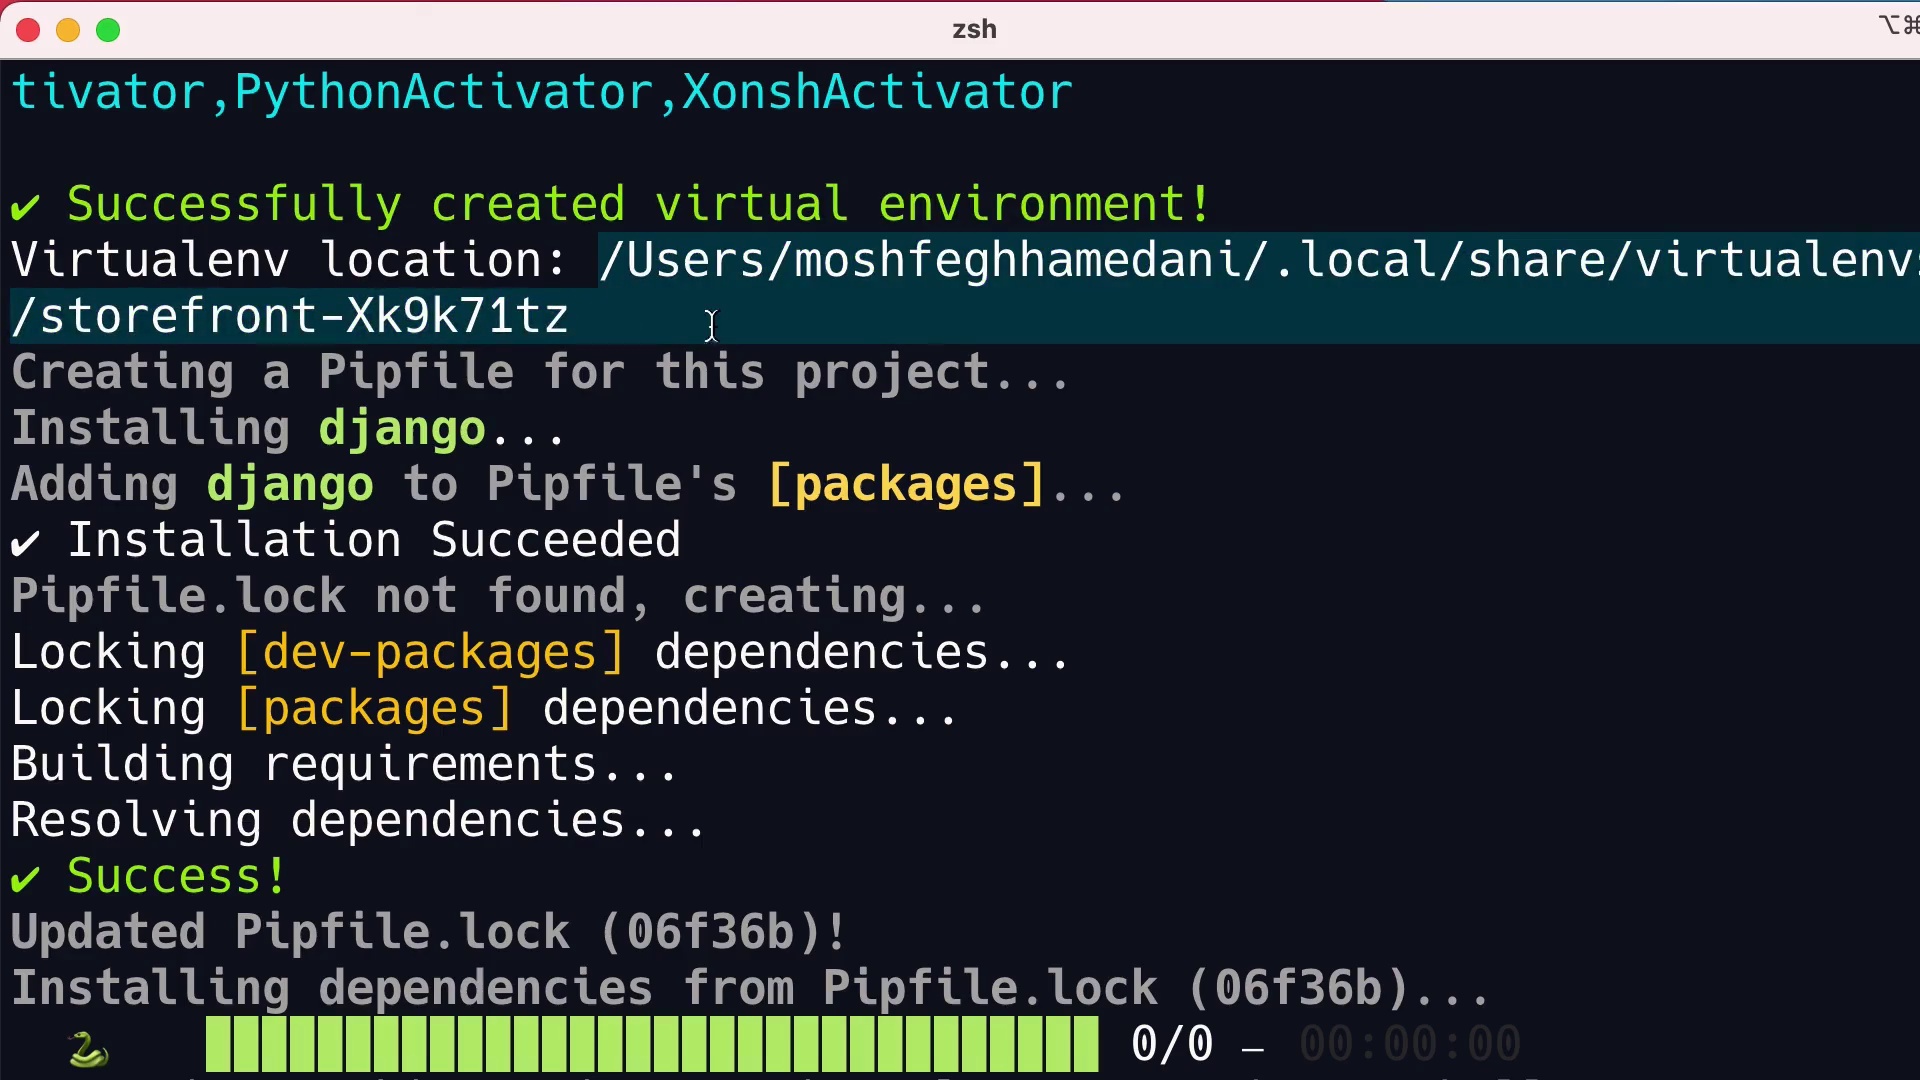 zsh
⌥⌘
tivator,PythonActivator,XonshActivator
✔ Successfully created virtual environment!
Virtualenv location: /Users/moshfeghhamedani/.local/share/virtualenvs
/storefront-Xk9k71tz
Creating a Pipfile for this project...
Installing django...
Adding django to Pipfile's [packages]...
✔ Installation Succeeded
Pipfile.lock not found, creating...
Locking [dev-packages] dependencies...
Locking [packages] dependencies...
Building requirements...
Resolving dependencies...
✔ Success!
Updated Pipfile.lock (06f36b)!
Installing dependencies from Pipfile.lock (06f36b)...
0/0 — 00:00:00